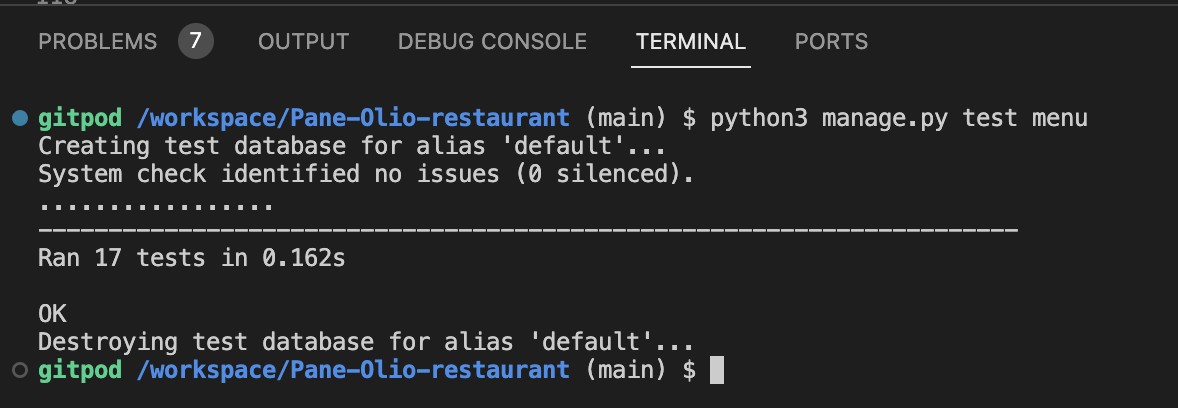 PROBLEMS 7 OUTPUT DEBUG CONSOLE TERMINAL PORTS
gitpod /workspace/Pane-Olio-restaurant (main) $ python3 manage.py test menu
Creating test database for alias 'default'...
System check identified no issues (0 silenced).
.................
----------------------------------------------------------------------
Ran 17 tests in 0.162s
OK
Destroying test database for alias 'default'...
gitpod /workspace/Pane-Olio-restaurant (main) $